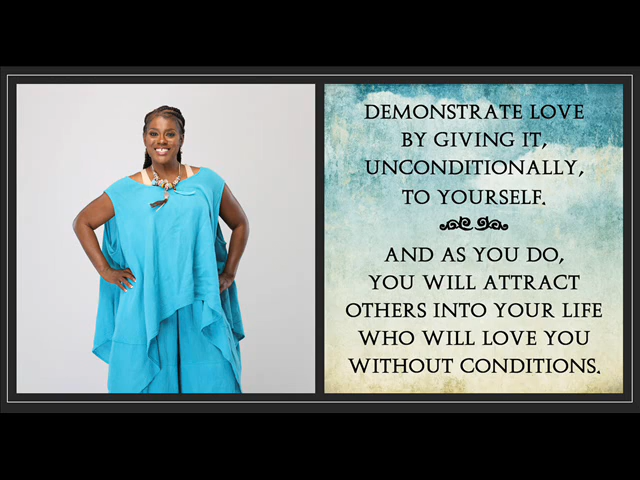 DEMONSTRATE LOVE
BY GIVING IT,
UNCONDITIONALLY,
TO YOURSELF.
AND AS YOU DO,
YOU WILL ATTRACT
OTHERS INTO YOUR LIFE
WHO WILL LOVE YOU
WITHOUT CONDITIONS.